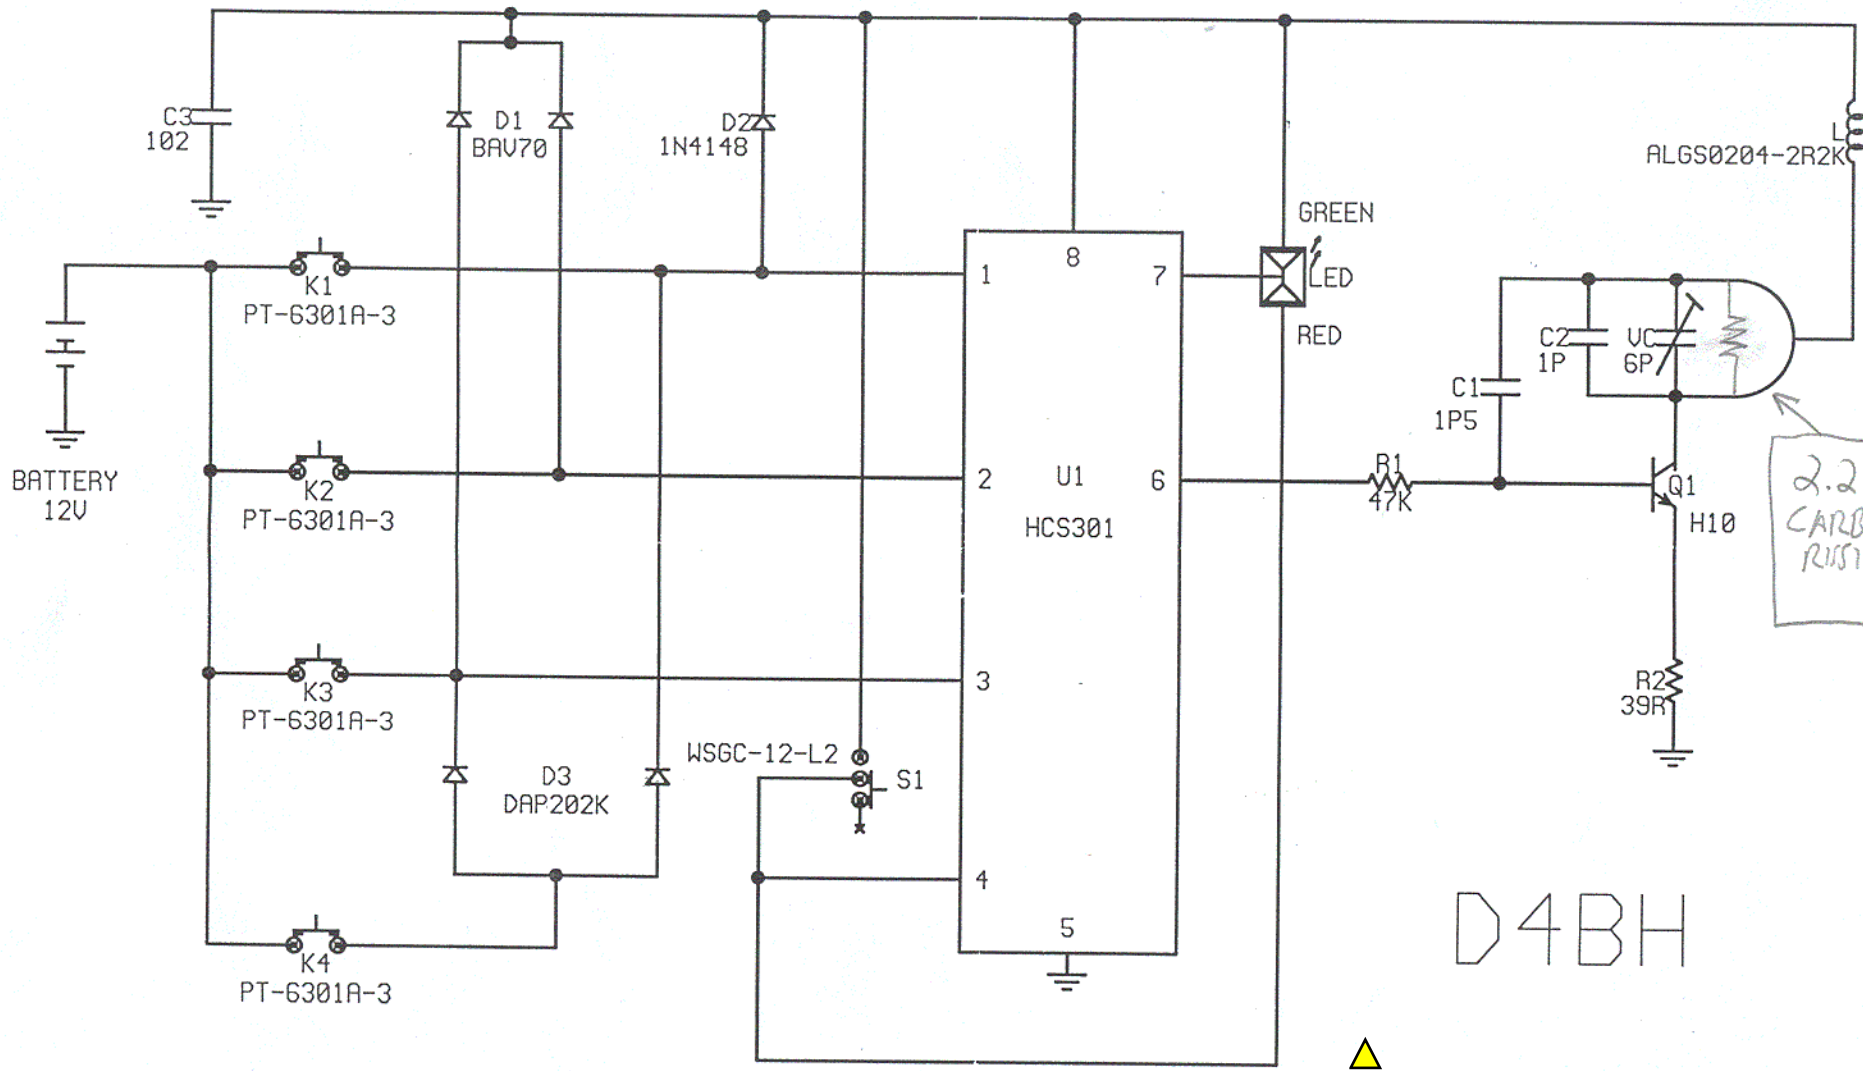 C3
102
D1
BAV70
D2
1N4148
L
ALGS0204-2R2K
GREEN
LED
RED
K1
PT-6301A-3
1
8
7
C2
1P
VC
6P
C1
1P5
BATTERY
12V
K2
PT-6301A-3
2
U1
HCS301
6
R1
47K
Q1
H10
2.2
K3
PT-6301A-3
3
R2
39R
WSGC-12-L2
S1
D3
DAP202K
4
5
K4
PT-6301A-3
D4BH